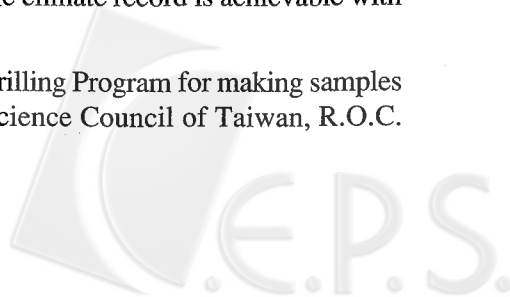 climate record is achievable with
rilling Program for making samples
cience Council of Taiwan, R.O.C.
C.E.P.S.